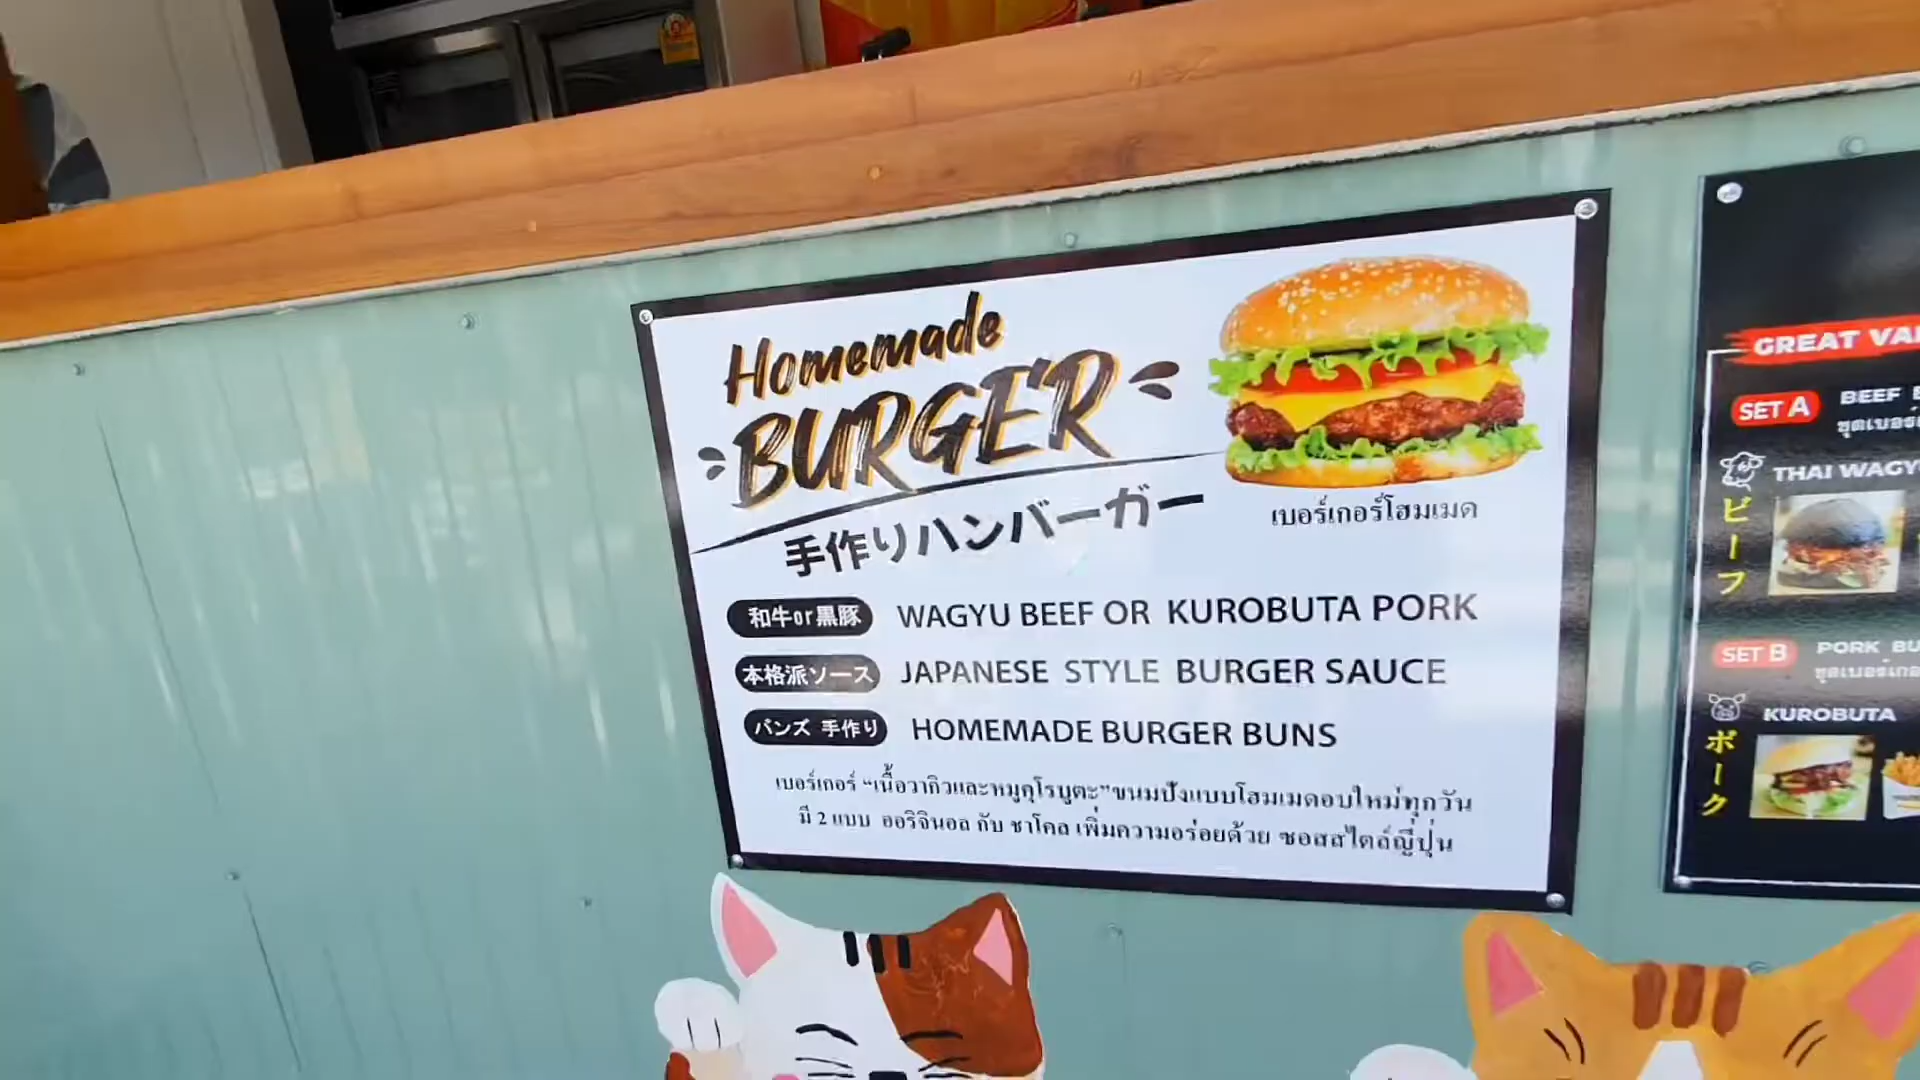 Homemade
BURGER
手作りハンバーガー
เบอร์เกอร์โฮมเมด
和牛or黒豚 WAGYU BEEF OR KUROBUTA PORK
本格派ソース JAPANESE STYLE BURGER SAUCE
バンズ 手作り HOMEMADE BURGER BUNS
เบอร์เกอร์ “เนื้อวากิวและหมูคุโรบูตะ”ขนมปังแบบโฮมเมดอบใหม่ทุกวัน
มี 2 แบบ ออริจินอล กับ ชาโคล เพิ่มความอร่อยด้วย ซอสสไตล์ญี่ปุ่น
GREAT
SET A BEEF
THAI
ビーフ
SET B PORK
KUROBUTA
ポーク